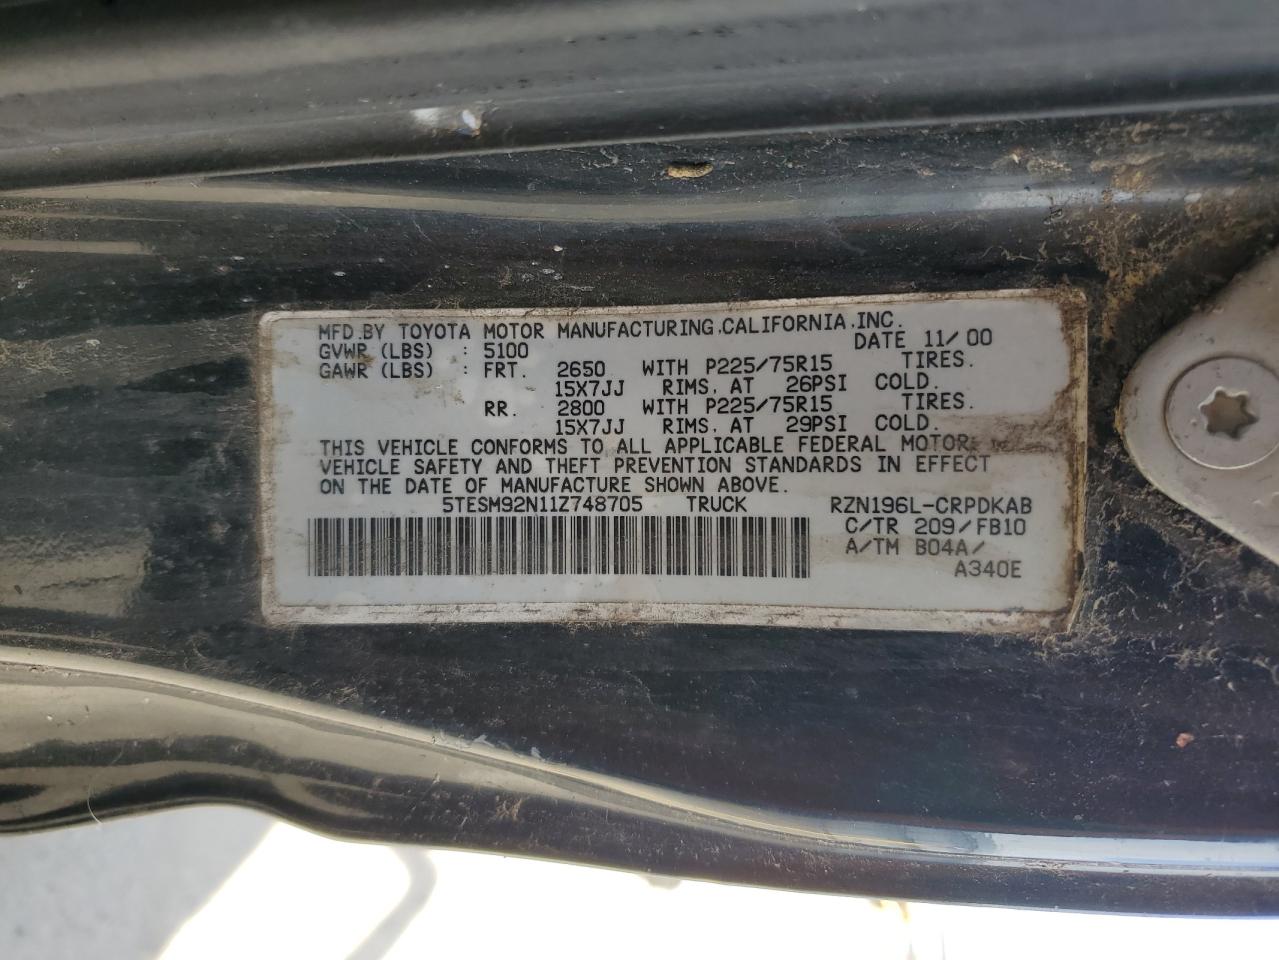 MFD.BY TOYOTA MOTOR MANUFACTURING.CALIFORNIA.INC.
GVWR (LBS) : 5100 DATE 11/00
GAWR (LBS) : FRT. 2650 WITH P225/75R15 TIRES.
15X7JJ RIMS. AT 26PSI COLD.
RR. 2800 WITH P225/75R15 TIRES.
15X7JJ RIMS. AT 29PSI COLD.
THIS VEHICLE CONFORMS TO ALL APPLICABLE FEDERAL MOTOR
VEHICLE SAFETY AND THEFT PREVENTION STANDARDS IN EFFECT
ON THE DATE OF MANUFACTURE SHOWN ABOVE.
5TESM92N11Z748705 TRUCK RZN196L-CRPDKAB
C/TR 209/FB10
A/TM B04A/
A340E